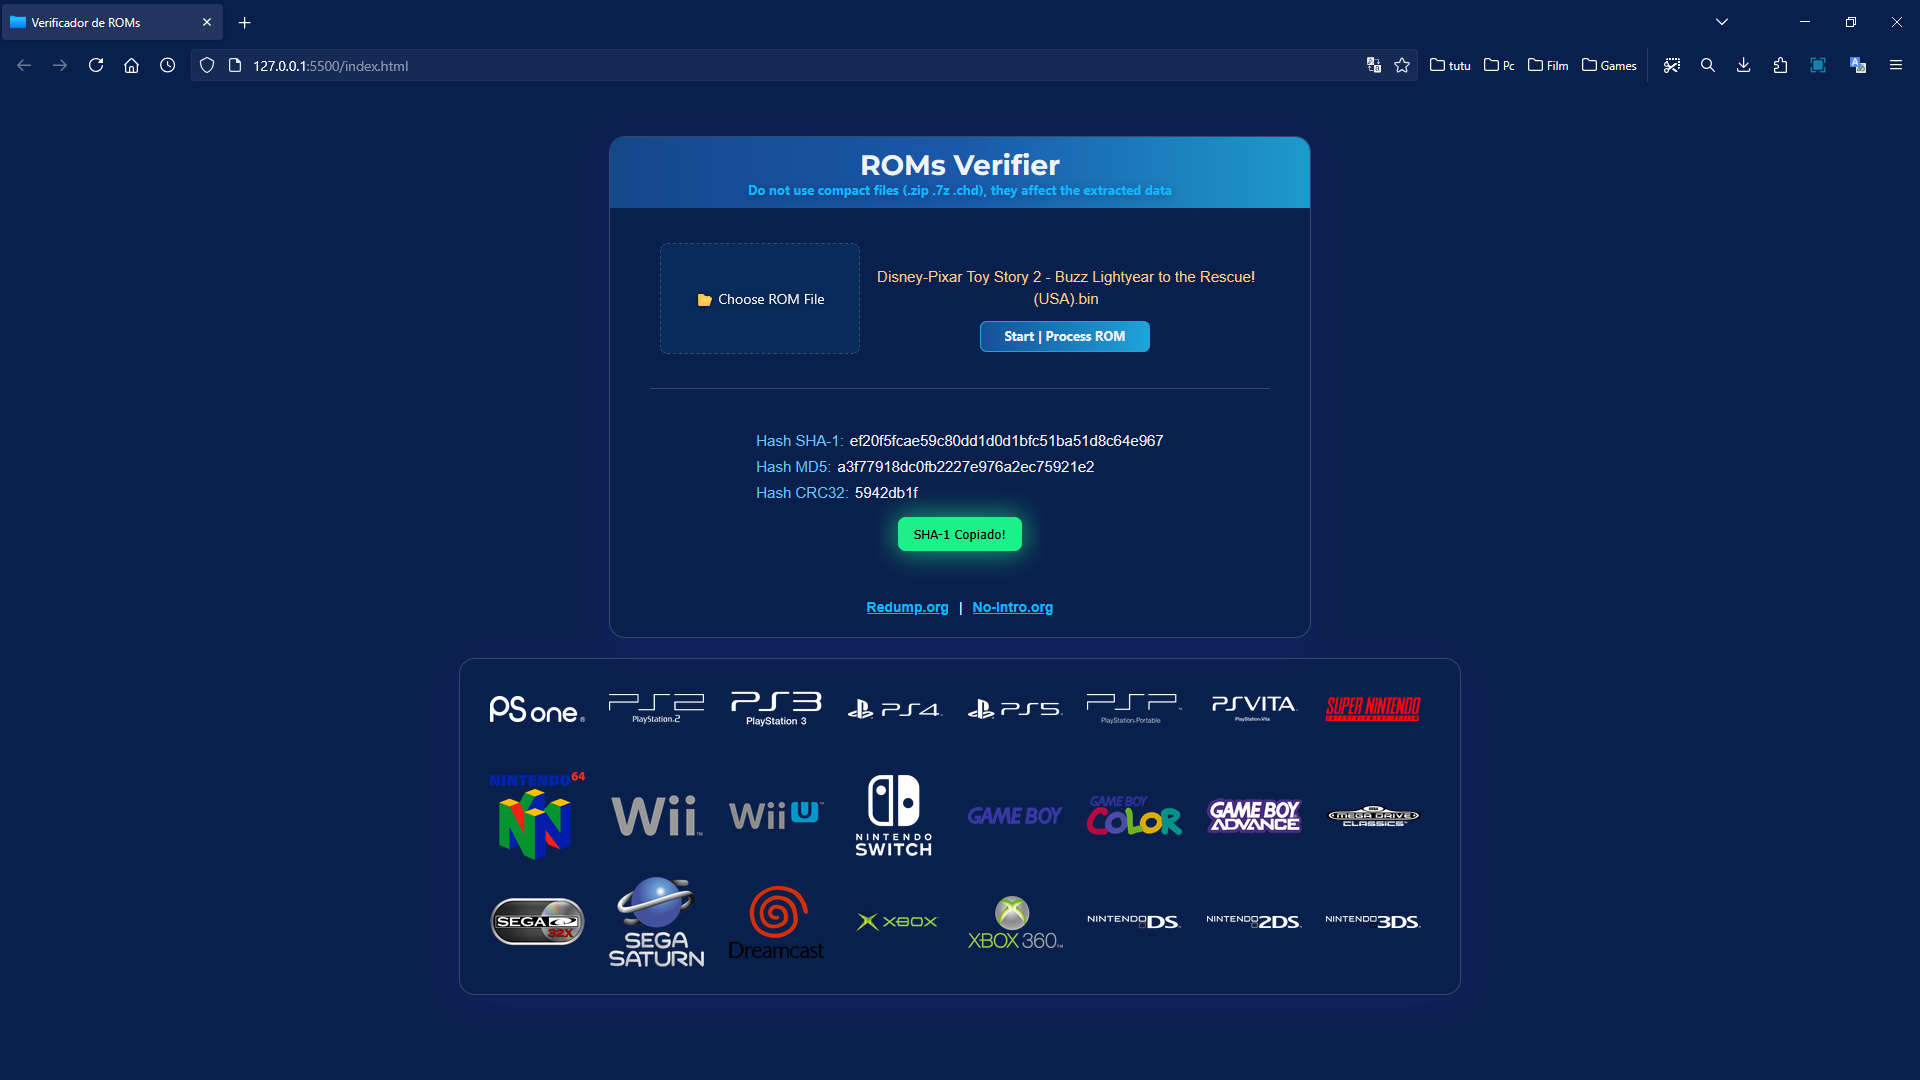 Verificador de ROMs
127.0.0.1:5500/index.html
tutu
Pc
Film
Games
ROMs Verifier
Do not use compact files (.zip .7z .chd), they affect the extracted data
Choose ROM File
Disney-Pixar Toy Story 2 - Buzz Lightyear to the Rescue!
(USA).bin
Start | Process ROM
Hash SHA-1: ef20f5fcae59c80dd1d0d1bfc51ba51d8c64e967
Hash MD5: a3f77918dc0fb2227e976a2ec75921e2
Hash CRC32: 5942db1f
SHA-1 Copiado!
Redump.org | No-Intro.org
PS one
PS2
PlayStation.2
PS3
PlayStation 3
PS4
PS5
PSP
PlayStation.Portable
PSVITA
PlayStation.Vita
SUPER NINTENDO
ENTERTAINMENT SYSTEM
NINTENDO 64
Wii
Wii U
NINTENDO
SWITCH
GAME BOY
GAME BOY
COLOR
GAME BOY
ADVANCE
SEGA
MEGA DRIVE
CLASSICS
SEGA
32X
SEGA
SATURN
Dreamcast
XBOX
XBOX 360
NINTENDO DS
NINTENDO 2DS
NINTENDO 3DS